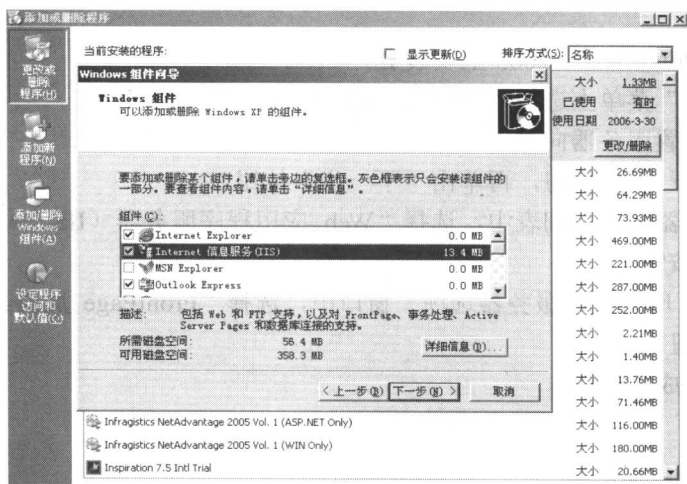 添加或删除程序
当前安装的程序:
显示更新(D)
排序方式(S): 名称
更改或
删除
程序(H)
添加新
程序(N)
添加/删除
Windows
组件(A)
设定程序
访问和
默认值(O)
Windows 组件向导
Windows 组件
可以添加或删除 Windows XP 的组件。
要添加或删除某个组件，请单击旁边的复选框。灰色框表示只会安装该组件的
一部分。要查看组件内容，请单击“详细信息”。
组件(C):
Internet Explorer 0.0 MB
Internet 信息服务(IIS) 13.4 MB
MSN Explorer 0.0 MB
Outlook Express 0.0 MB
描述: 包括 Web 和 FTP 支持，以及对 FrontPage、事务处理、Active
Server Pages 和数据库连接的支持。
所需磁盘空间: 56.4 MB
可用磁盘空间: 358.3 MB
详细信息(D)...
< 上一步(B)
下一步(N) >
取消
大小 1.33MB
已使用 有时
使用日期 2006-3-30
更改/删除
大小 26.69MB
大小 64.29MB
大小 73.93MB
大小 469.00MB
大小 221.00MB
大小 287.00MB
大小 252.00MB
大小 2.21MB
大小 1.40MB
大小 13.76MB
大小 71.46MB
Infragistics NetAdvantage 2005 Vol. 1 (ASP.NET Only) 大小 116.00MB
Infragistics NetAdvantage 2005 Vol. 1 (WIN Only) 大小 180.00MB
Inspiration 7.5 Intl Trial 大小 20.66MB